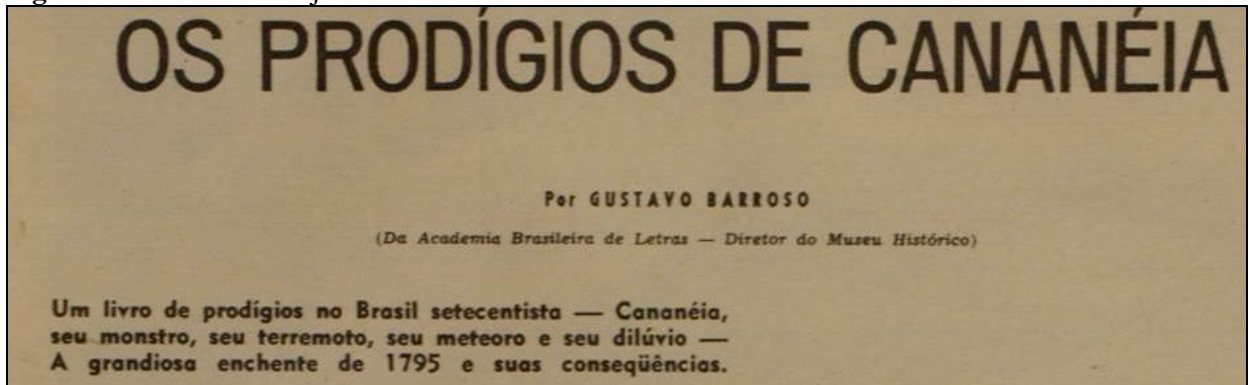 OS PRODÍGIOS DE CANANÉIA
Por GUSTAVO BARROSO
(Da Academia Brasileira de Letras — Diretor do Museu Histórico)
Um livro de prodígios no Brasil setecentista — Cananéia,
seu monstro, seu terremoto, seu meteoro e seu dilúvio —
A grandiosa enchente de 1795 e suas conseqüências.